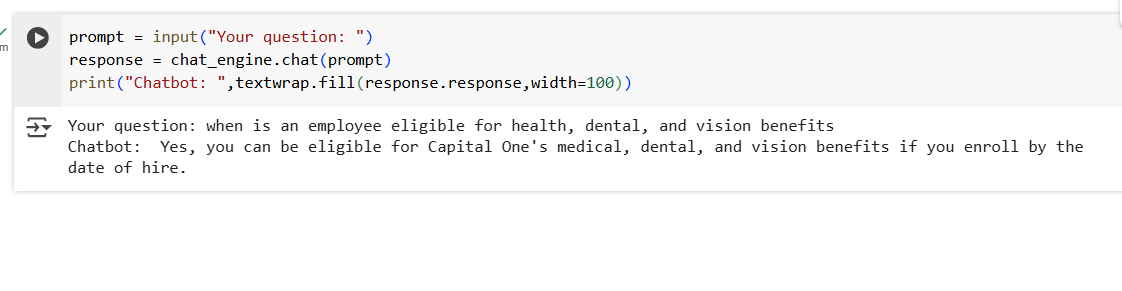 m
prompt = input("Your question: ")
response = chat_engine.chat(prompt)
print("Chatbot: ",textwrap.fill(response.response,width=100))
Your question: when is an employee eligible for health, dental, and vision benefits
Chatbot:  Yes, you can be eligible for Capital One's medical, dental, and vision benefits if you enroll by the
date of hire.